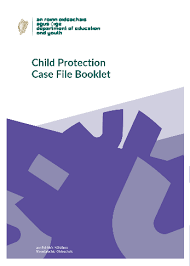 an roinn oideachais
agus óige
department of education
and youth
Child Protection
Case File Booklet